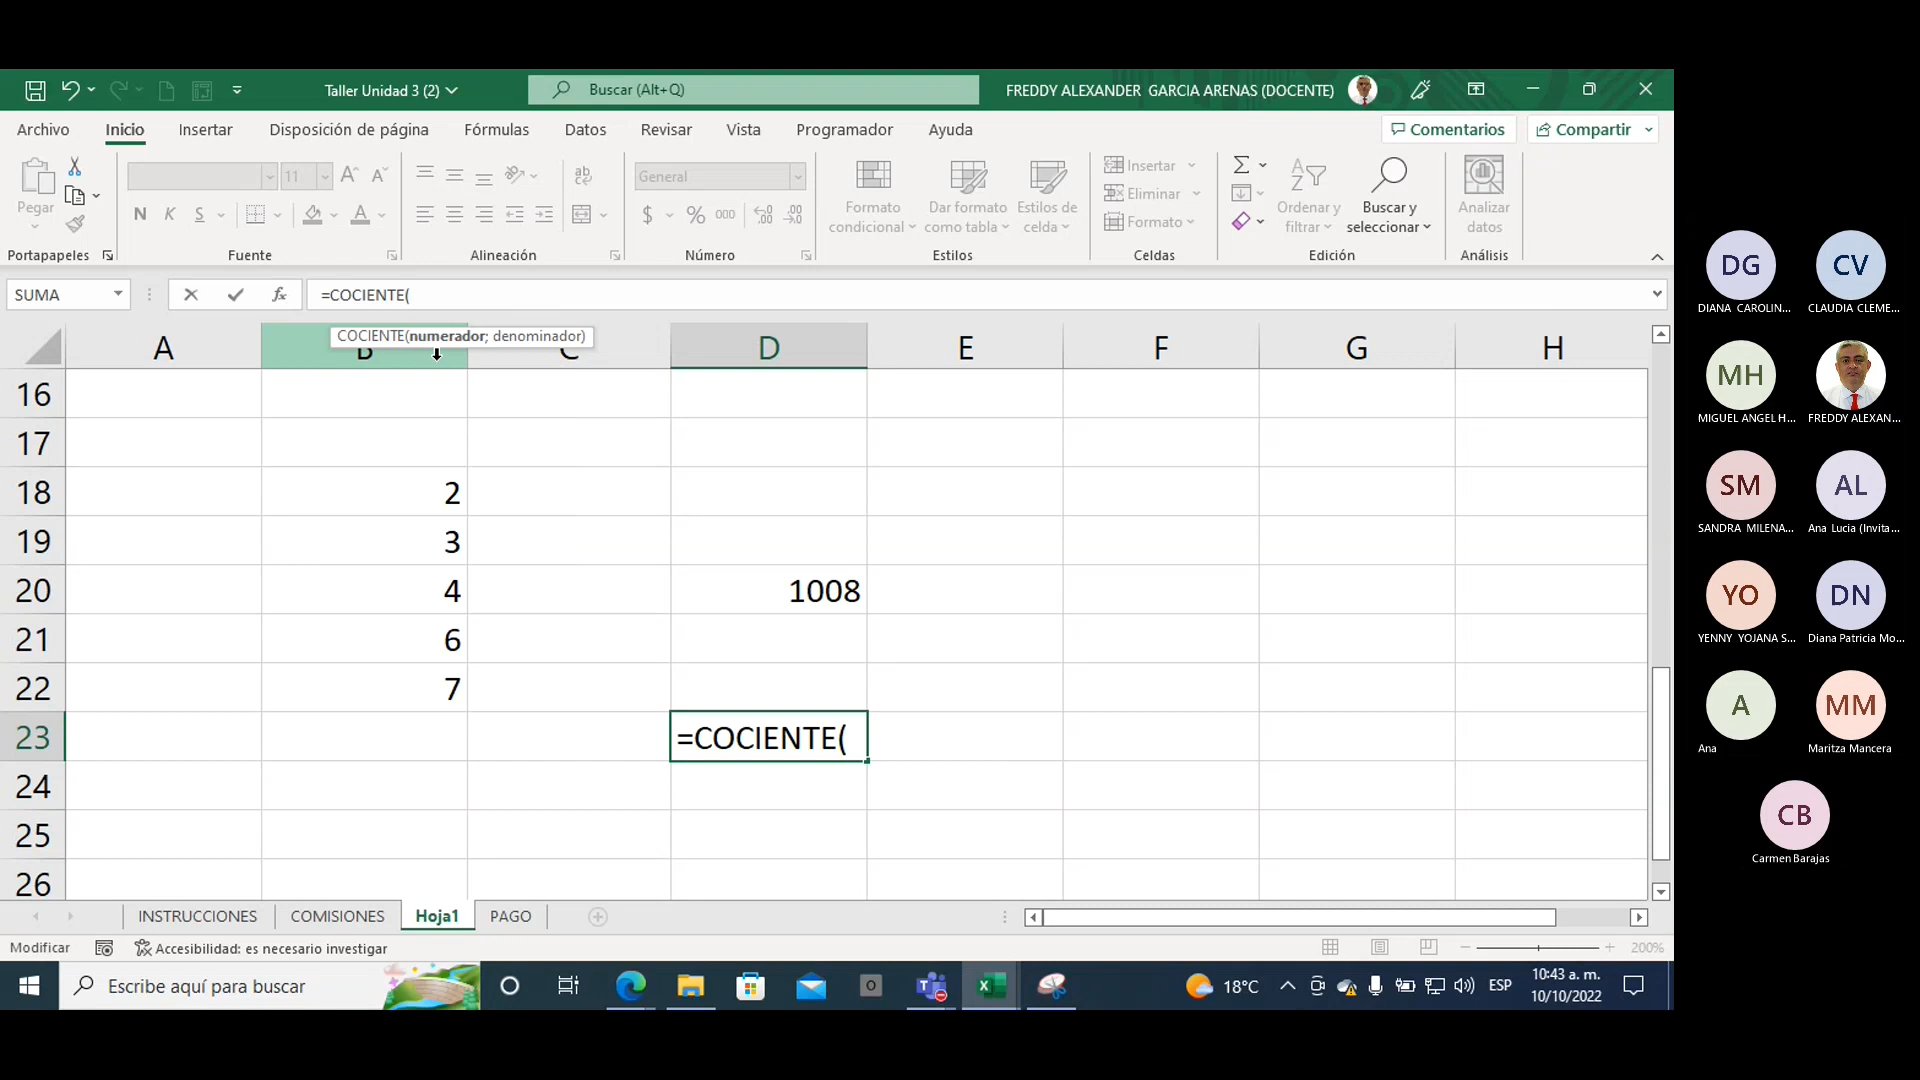 Taller Unidad 3 (2)
Buscar (Alt+Q)
FREDDY ALEXANDER GARCIA ARENAS (DOCENTE)
Archivo Inicio Insertar Disposición de página Fórmulas Datos Revisar Vista Programador Ayuda
Comentarios Compartir
Pegar
11
N K S
General
$ % 000
Formato condicional
Dar formato como tabla
Estilos de celda
Insertar
Eliminar
Formato
Ordenar y filtrar
Buscar y seleccionar
Analizar datos
Portapapeles Fuente Alineación Número Estilos Celdas Edición Análisis
SUMA
fx
=COCIENTE(
COCIENTE(numerador; denominador)
A B C D E F G H
16
17
18 2
19 3
20 4 1008
21 6
22 7
23 =COCIENTE(
24
25
26
INSTRUCCIONES COMISIONES Hoja1 PAGO
Modificar Accesibilidad: es necesario investigar 200%
Escribe aquí para buscar
18°C ESP
10:43 a. m.
10/10/2022
DG CV
DIANA CAROLIN... CLAUDIA CLEME...
MH
MIGUEL ANGEL H... FREDDY ALEXAN...
SM AL
SANDRA MILENA... Ana Lucia (Invita...
YO DN
YENNY YOJANA S... Diana Patricia Mo...
A MM
Ana Maritza Mancera
CB
Carmen Barajas